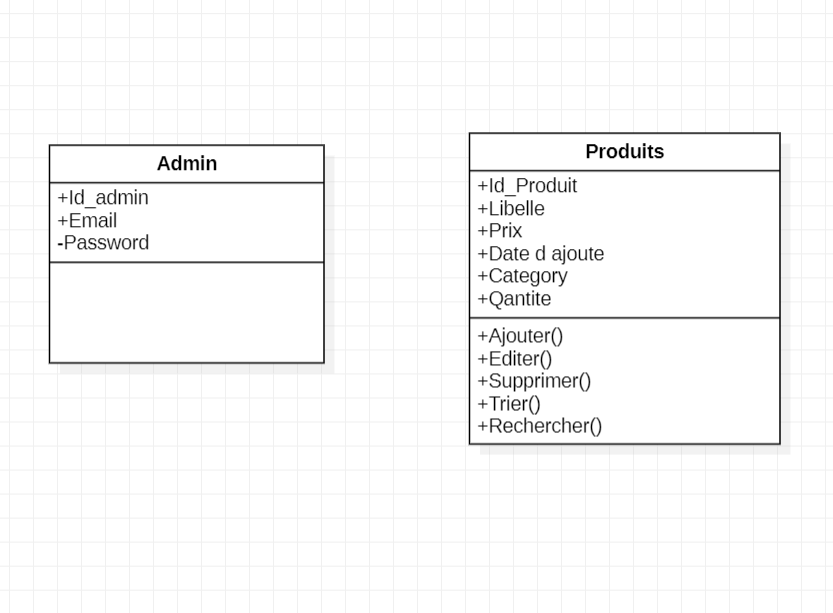 Admin
+Id_admin
+Email
-Password
Produits
+Id_Produit
+Libelle
+Prix
+Date d ajoute
+Category
+Qantite
+Ajouter()
+Editer()
+Supprimer()
+Trier()
+Rechercher()